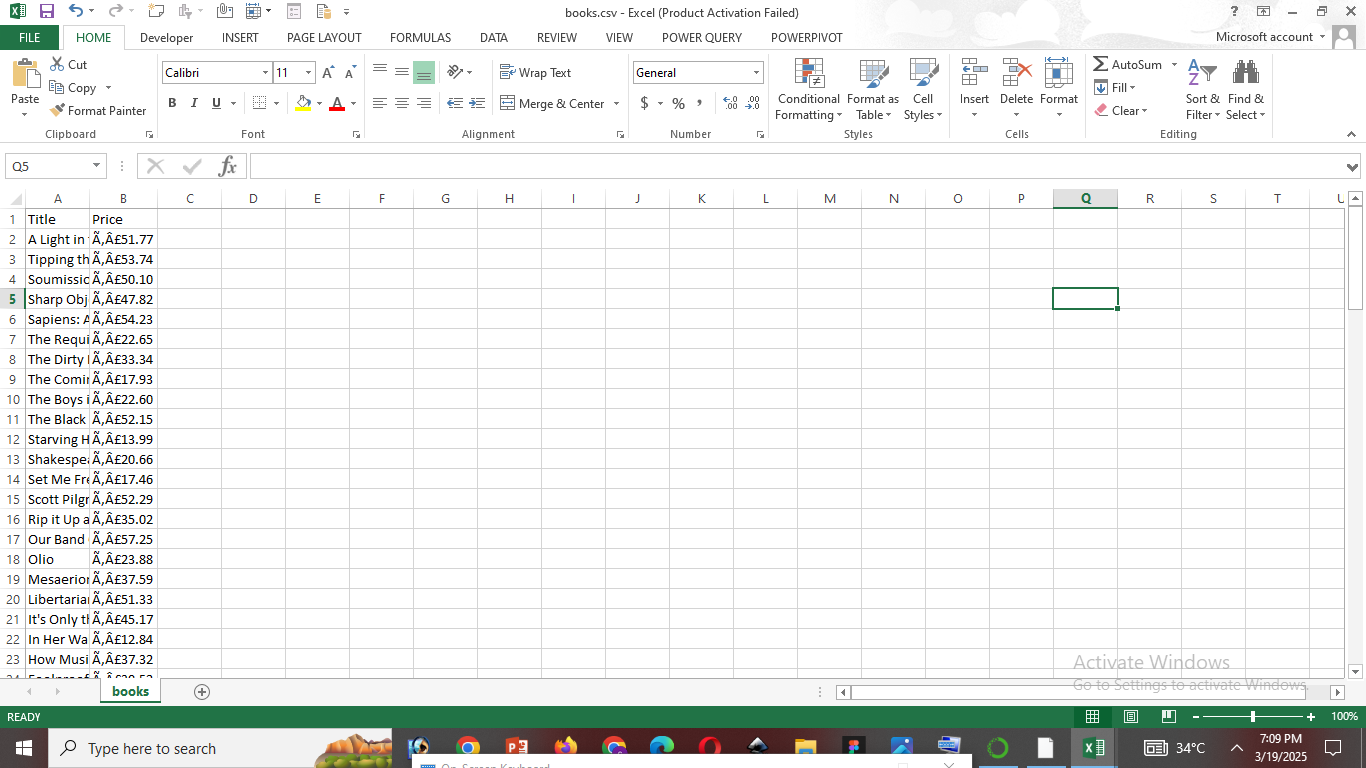 books.csv - Excel (Product Activation Failed)
FILE HOME Developer INSERT PAGE LAYOUT FORMULAS DATA REVIEW VIEW POWER QUERY POWERPIVOT Microsoft account
Paste
Cut
Copy
Format Painter
Clipboard
Calibri 11
B I U
Font
Wrap Text
Merge & Center
Alignment
General
$ % ,
Number
Conditional Formatting
Format as Table
Cell Styles
Styles
Insert Delete Format
Cells
AutoSum
Fill
Clear
Sort & Filter
Find & Select
Editing
Q5 fx
A B C D E F G H I J K L M N O P Q R S T U
1 Title Price
2 A Light in Ã‚Â£51.77
3 Tipping th Ã‚Â£53.74
4 Soumissio Ã‚Â£50.10
5 Sharp Obj Ã‚Â£47.82
6 Sapiens: A Ã‚Â£54.23
7 The Requi Ã‚Â£22.65
8 The Dirty Ã‚Â£33.34
9 The Comin Ã‚Â£17.93
10 The Boys i Ã‚Â£22.60
11 The Black Ã‚Â£52.15
12 Starving H Ã‚Â£13.99
13 Shakespea Ã‚Â£20.66
14 Set Me Fre Ã‚Â£17.46
15 Scott Pilgr Ã‚Â£52.29
16 Rip it Up a Ã‚Â£35.02
17 Our Band Ã‚Â£57.25
18 Olio Ã‚Â£23.88
19 Mesaerion Ã‚Â£37.59
20 Libertaria Ã‚Â£51.33
21 It's Only th Ã‚Â£45.17
22 In Her Wa Ã‚Â£12.84
23 How Musi Ã‚Â£37.32
Activate Windows
Go to Settings to activate Windows.
books
READY 100%
Type here to search
34°C
7:09 PM
3/19/2025
On-Screen Keyboard